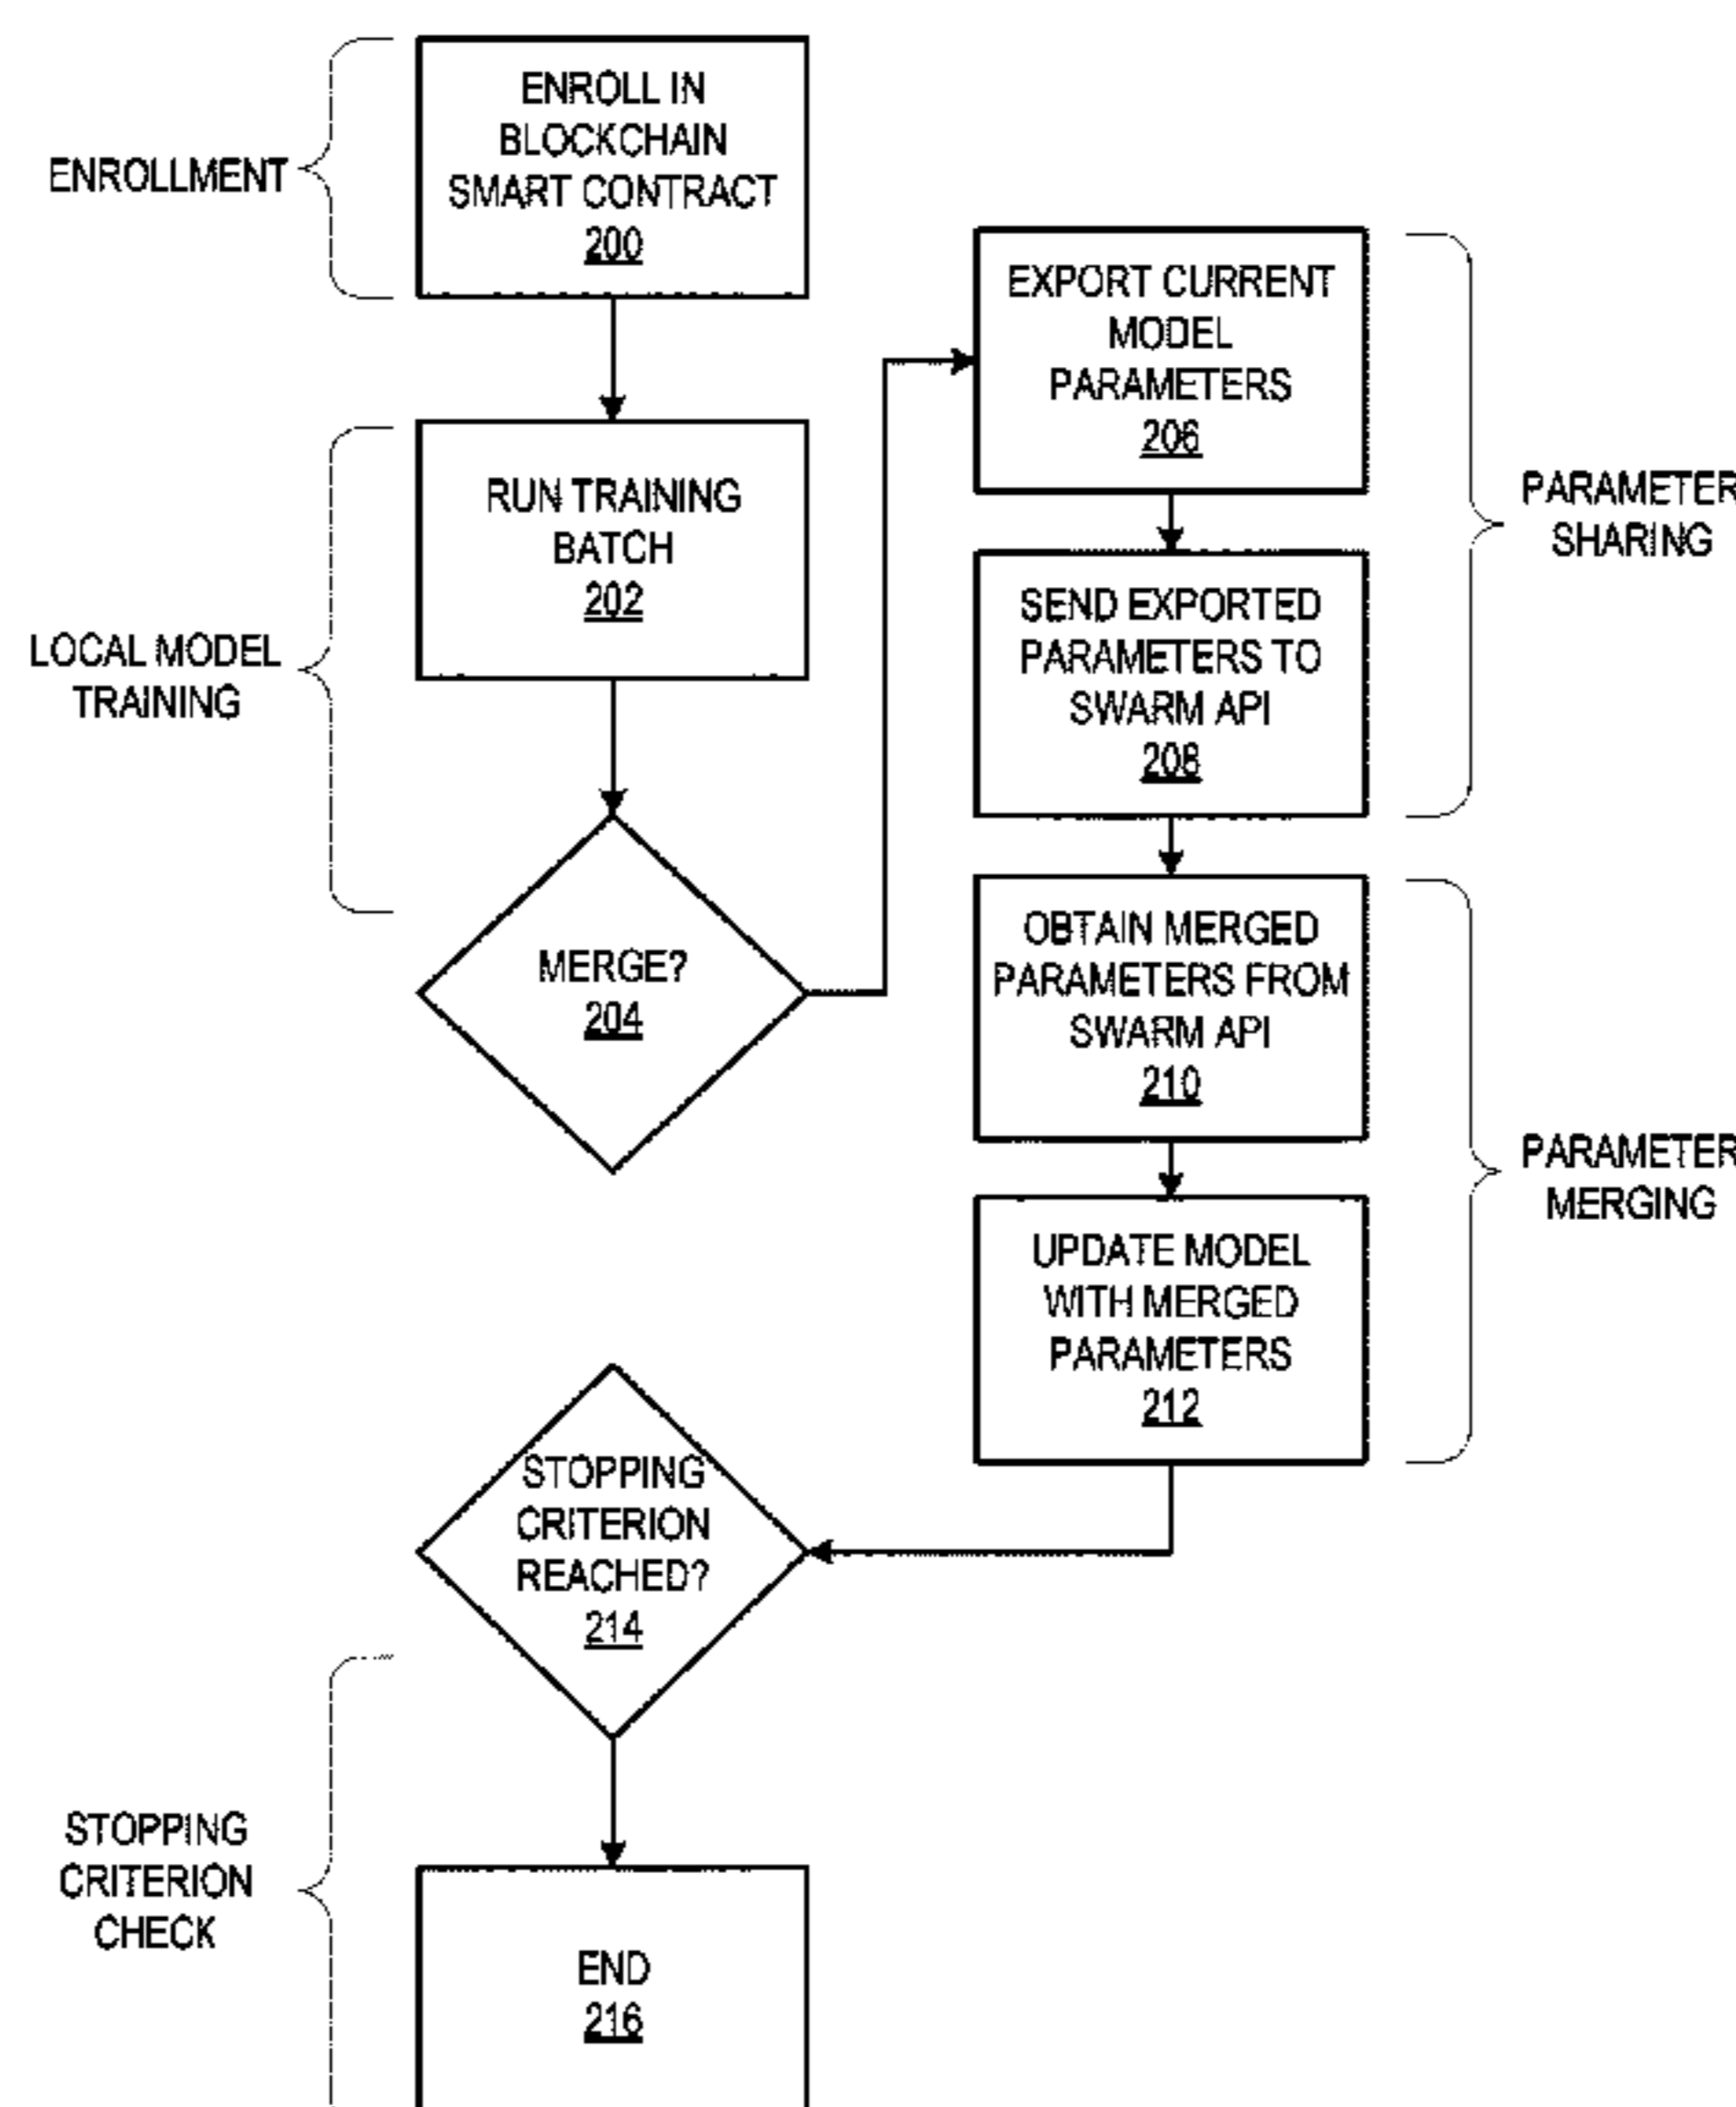 ENROLLMENT
ENROLL IN
BLOCKCHAIN
SMART CONTRACT
200
LOCAL MODEL
TRAINING
RUN TRAINING
BATCH
202
MERGE?
204
EXPORT CURRENT
MODEL
PARAMETERS
206
SEND EXPORTED
PARAMETERS TO
SWARM API
208
PARAMETER
SHARING
OBTAIN MERGED
PARAMETERS FROM
SWARM API
210
UPDATE MODEL
WITH MERGED
PARAMETERS
212
PARAMETER
MERGING
STOPPING
CRITERION
REACHED?
214
STOPPING
CRITERION
CHECK
END
216